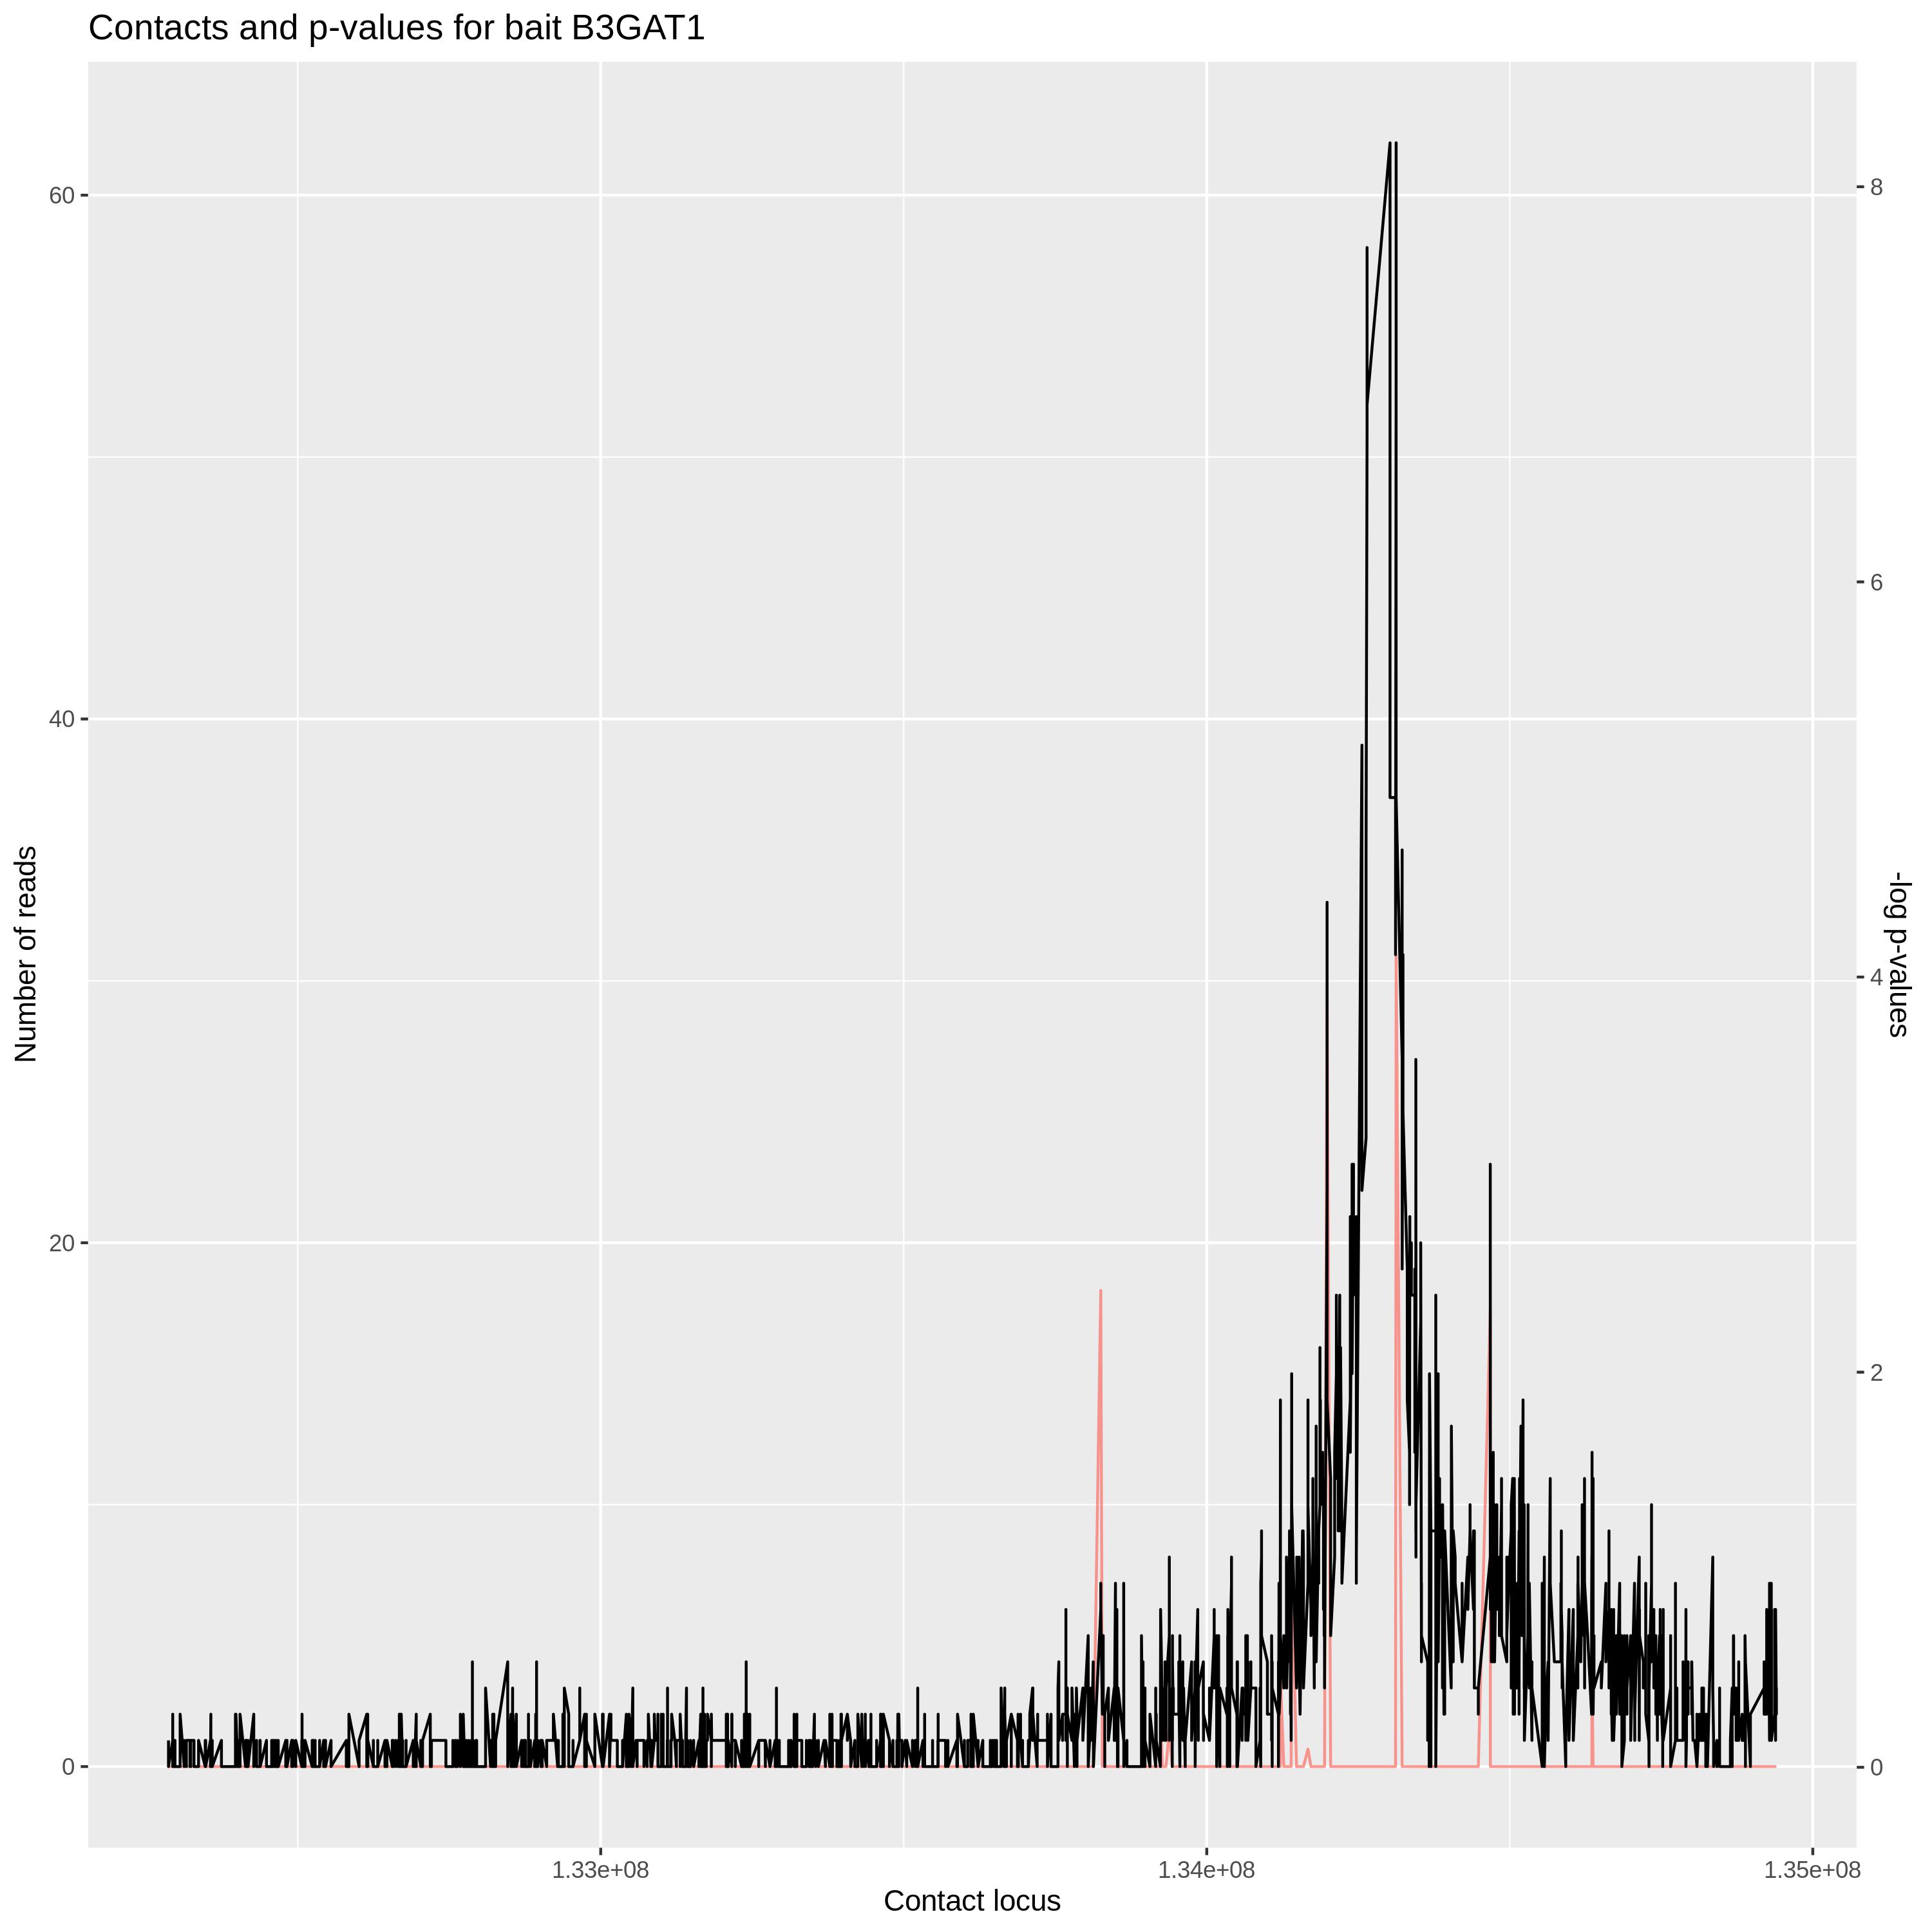 Contacts and p-values for bait B3GAT1
60
40
20
0
Number of reads
8
6
4
2
0
-log p-values
1.33e+08
1.34e+08
1.35e+08
Contact locus